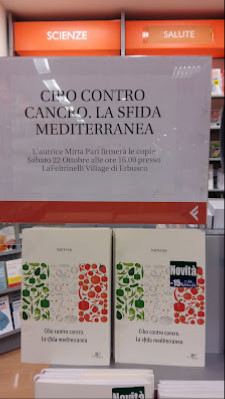 SCIENZE
SALUTE
CIBO CONTRO
CANCRO. LA SFIDA
MEDITERRANEA
L'autrice Mirta Pari firmerà le copie
Sabato 22 Ottobre alle ore 16.00 presso
LaFeltrinelli Village di Erbusco
Novità
Cibo contro cancro.
La sfida mediterranea
Cibo contro cancro.
La sfida mediterranea
Novità